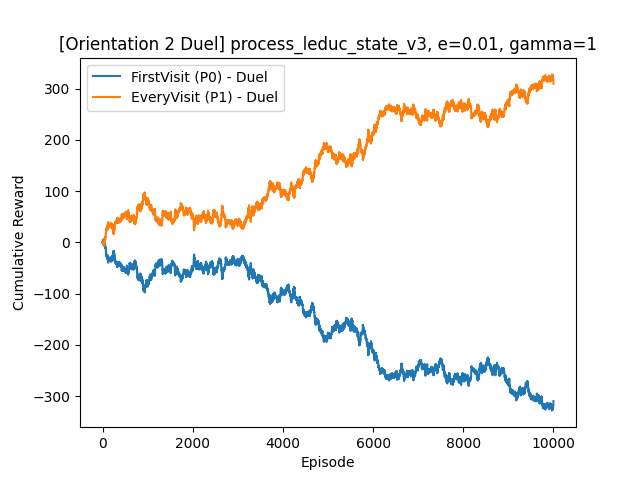 [Orientation 2 Duel] process_leduc_state_v3, e=0.01, gamma=1
FirstVisit (P0) - Duel
EveryVisit (P1) - Duel
Cumulative Reward
300
200
100
0
−100
−200
−300
0
2000
4000
6000
8000
10000
Episode